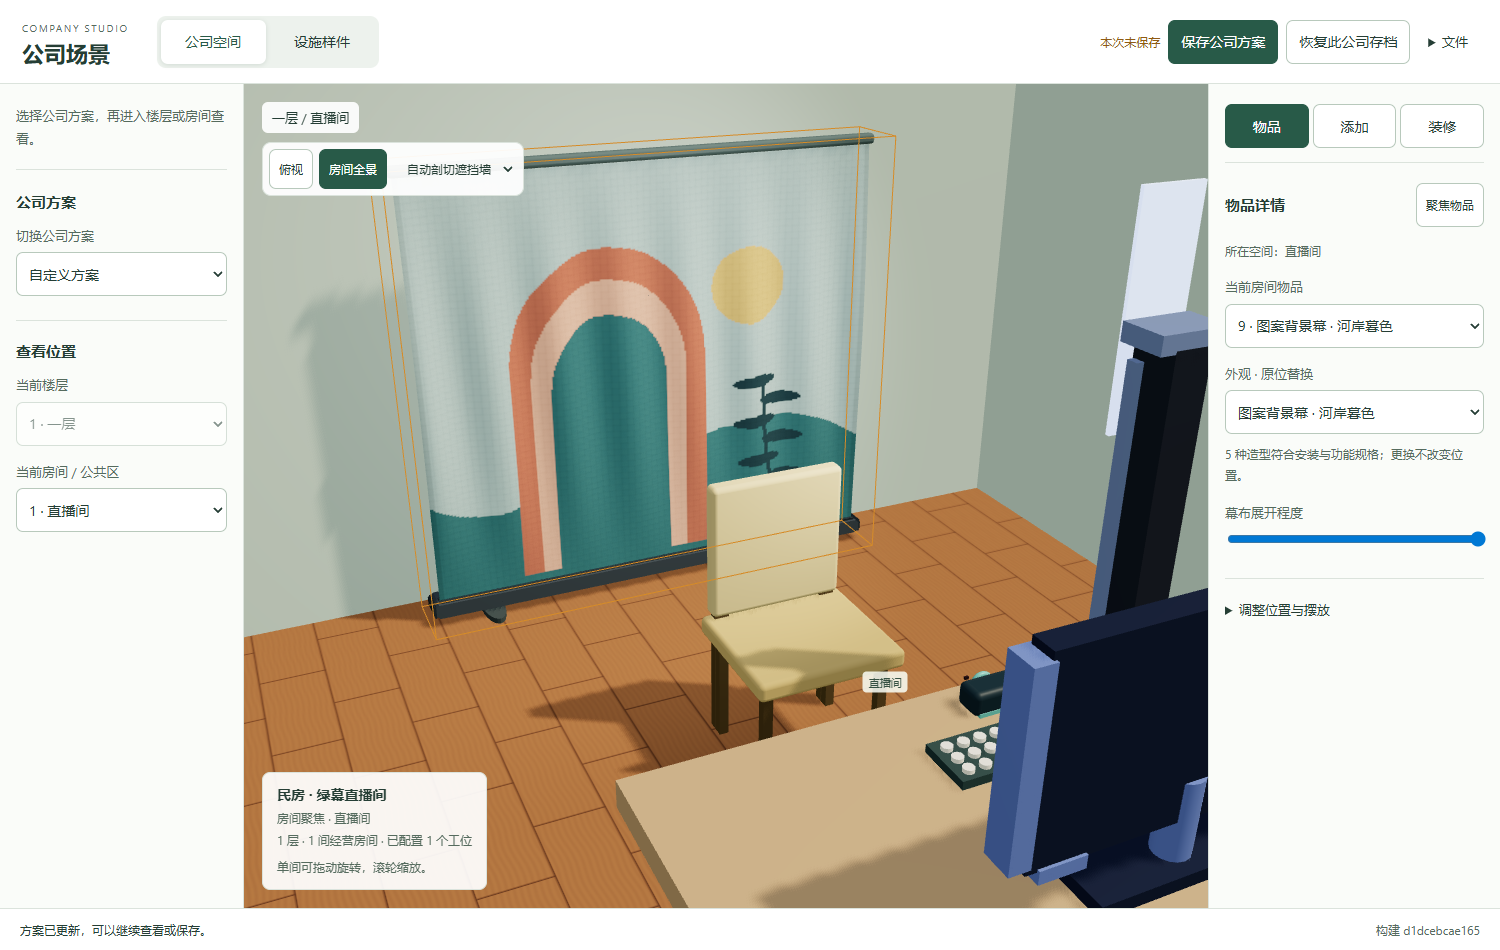 COMPANY STUDIO
公司场景
公司空间
设施样件
本次未保存
保存公司方案
恢复此公司存档
文件
选择公司方案，再进入楼层或房间查
看。
公司方案
切换公司方案
自定义方案
查看位置
当前楼层
1 · 一层
当前房间 / 公共区
1 · 直播间
一层 / 直播间
俯视
房间全景
自动剖切遮挡墙
直播间
民房 · 绿幕直播间
房间聚焦 · 直播间
1 层 · 1 间经营房间 · 已配置 1 个工位
单间可拖动旋转，滚轮缩放。
物品
添加
装修
物品详情
聚焦物品
所在空间：直播间
当前房间物品
9 · 图案背景幕 · 河岸暮色
外观 · 原位替换
图案背景幕 · 河岸暮色
5 种造型符合安装与功能规格；更换不改变位
置。
幕布展开程度
调整位置与摆放
方案已更新，可以继续查看或保存。
构建 d1dcebcae165